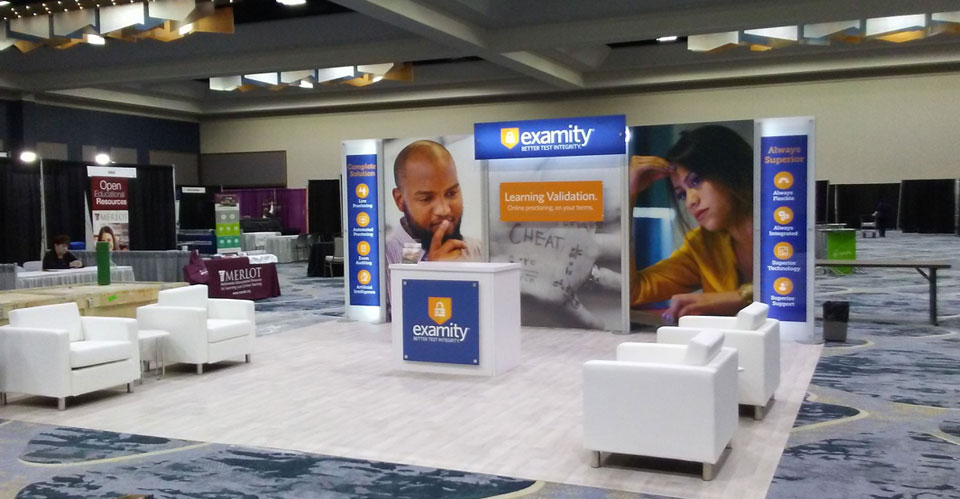 examity
BETTER TEST INTEGRITY.
Learning Validation.
Online proctoring, on your terms.
CHEAT
Complete
Solution
Live
Proctoring
Automated
Proctoring
Exam
Auditing
Artificial
Intelligence
Always
Superior
Always
Flexible
Always
Integrated
Superior
Technology
Superior
Support
examity
BETTER TEST INTEGRITY.
Open
Educational
Resources
MERLOT
MERLOT